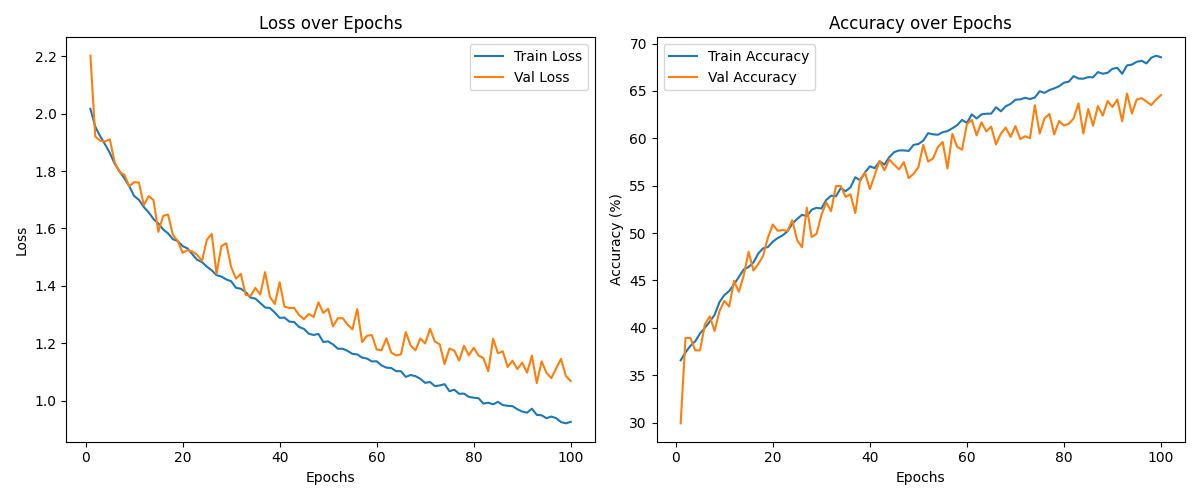 Loss over Epochs
Train Loss
Val Loss
2.2
2.0
1.8
1.6
1.4
1.2
1.0
Loss
0 20 40 60 80 100
Epochs
Accuracy over Epochs
Train Accuracy
Val Accuracy
70
65
60
55
50
45
40
35
30
Accuracy (%)
0 20 40 60 80 100
Epochs